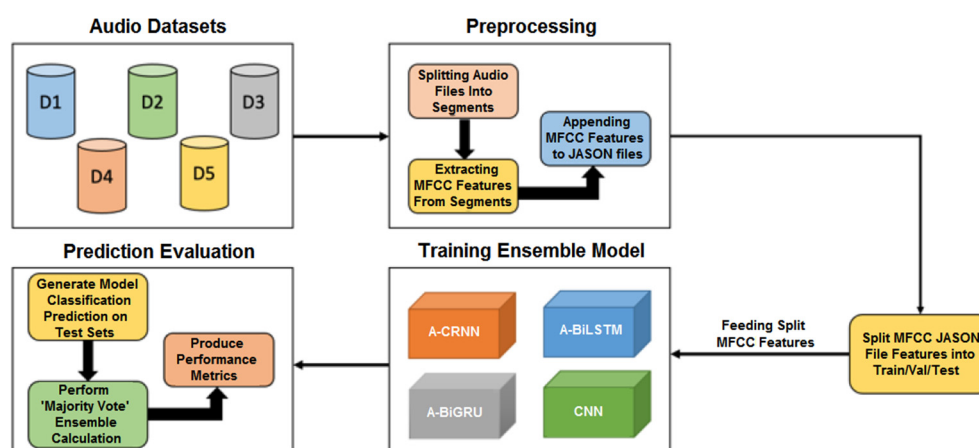 Audio Datasets
D1
D2
D3
D4
D5
Preprocessing
Splitting Audio
Files Into
Segments
Extracting
MFCC Features
From Segments
Appending
MFCC Features
to JASON files
Split MFCC JASON
File Features into
Train/Val/Test
Feeding Split
MFCC Features
Training Ensemble Model
A-CRNN
A-BiLSTM
A-BiGRU
CNN
Prediction Evaluation
Generate Model
Classification
Prediction on
Test Sets
Perform
'Majority Vote'
Ensemble
Calculation
Produce
Performance
Metrics